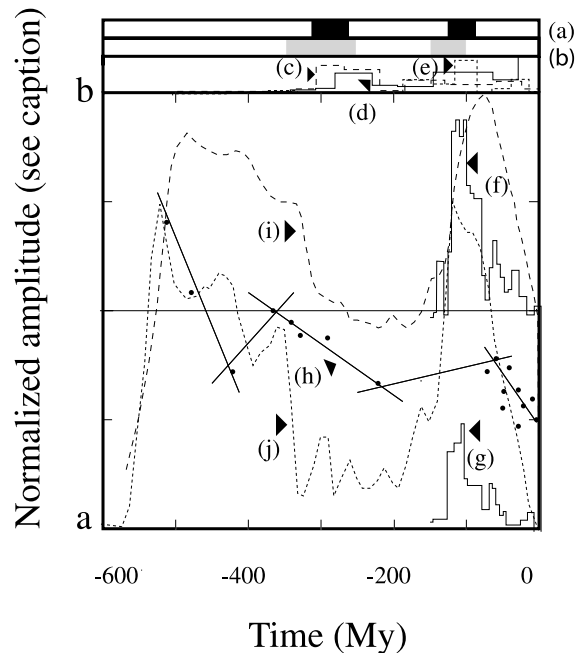 (a)
(b)
(c)
(e)
(d)
b
(f)
(i)
(h)
(j)
(g)
a
-600
-400
-200
0
Time (My)
Normalized amplitude (see caption)